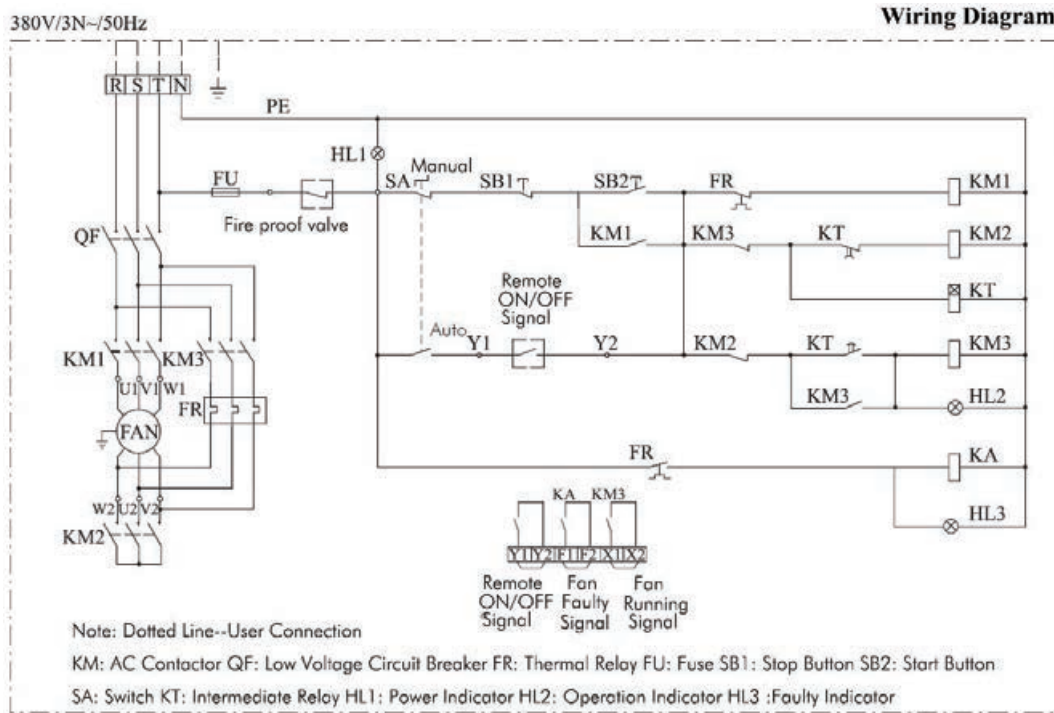 380V/3N~/50Hz
Wiring Diagram
R S T N
PE
HL1
FU
SA
Manual
SB1
SB2
FR
KM1
Fire proof valve
QF
KM1
KM3
KT
KM2
KT
Remote
ON/OFF
Signal
Auto
Y1
Y2
KM2
KT
KM3
KM1
KM3
U1 V1 W1
FR
KM3
HL2
FAN
FR
KA
W2 U2 V2
KM2
HL3
KA
KM3
Y1 Y2 F1 F2 X1 X2
Remote
ON/OFF
Signal
Fan
Faulty
Signal
Fan
Running
Signal
Note: Dotted Line--User Connection
KM: AC Contactor QF: Low Voltage Circuit Breaker FR: Thermal Relay FU: Fuse SB1: Stop Button SB2: Start Button
SA: Switch KT: Intermediate Relay HL1: Power Indicator HL2: Operation Indicator HL3 :Faulty Indicator